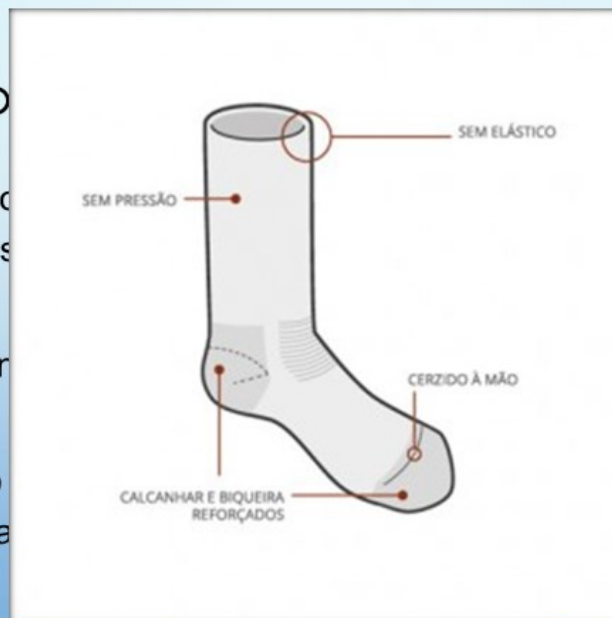 SEM ELÁSTICO
SEM PRESSÃO
CERZIDO À MÃO
CALCANHAR E BIQUEIRA
REFORÇADOS